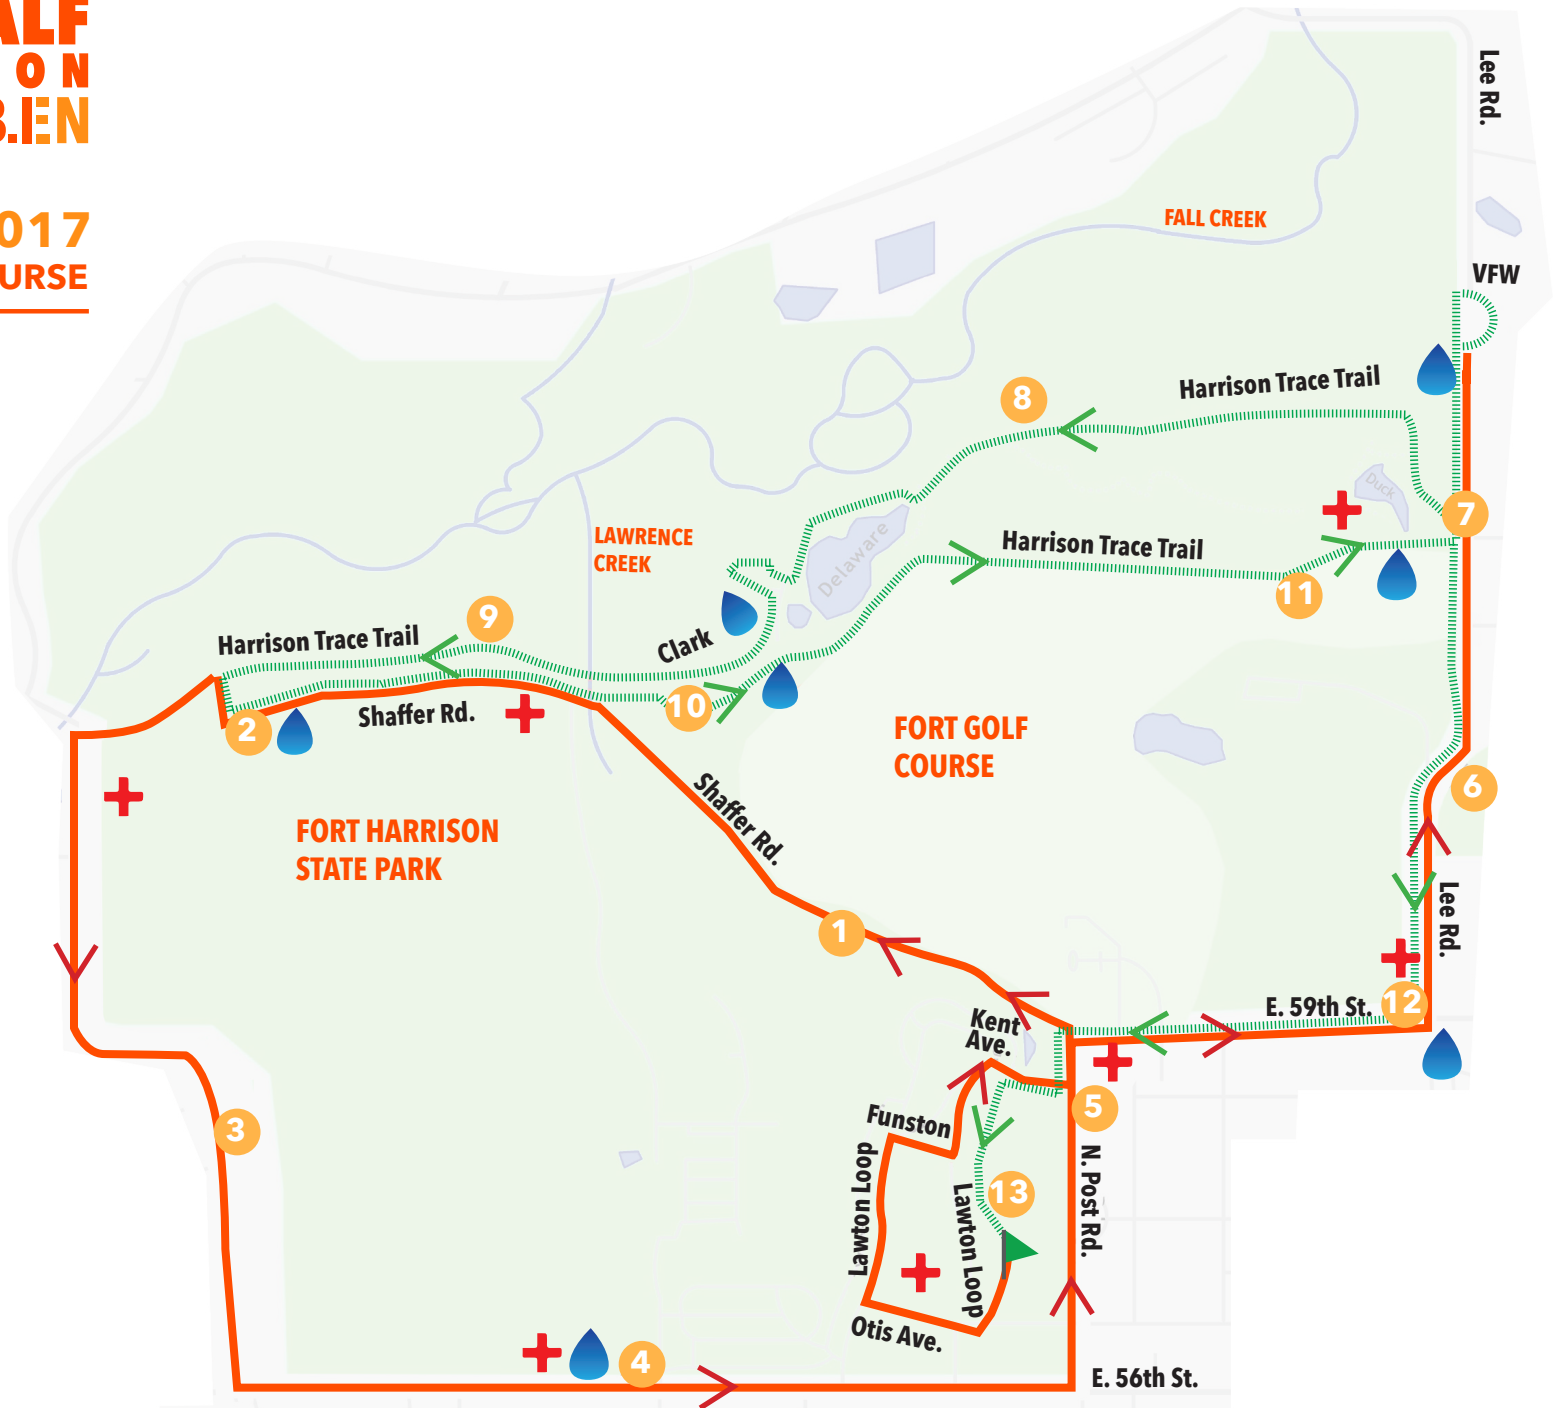 ALF
ON
.EN
017
URSE
Lee Rd.
FALL CREEK
VFW
Harrison Trace Trail
8
Duck
7
LAWRENCE
CREEK
Delaware
Harrison Trace Trail
11
9
Harrison Trace Trail
Clark
10
2
Shaffer Rd.
FORT GOLF
COURSE
Shaffer Rd.
6
FORT HARRISON
STATE PARK
1
Lee Rd.
E. 59th St.
12
Kent
Ave.
5
3
Funston
Lawton Loop
13
Lawton Loop
N. Post Rd.
Otis Ave.
4
E. 56th St.